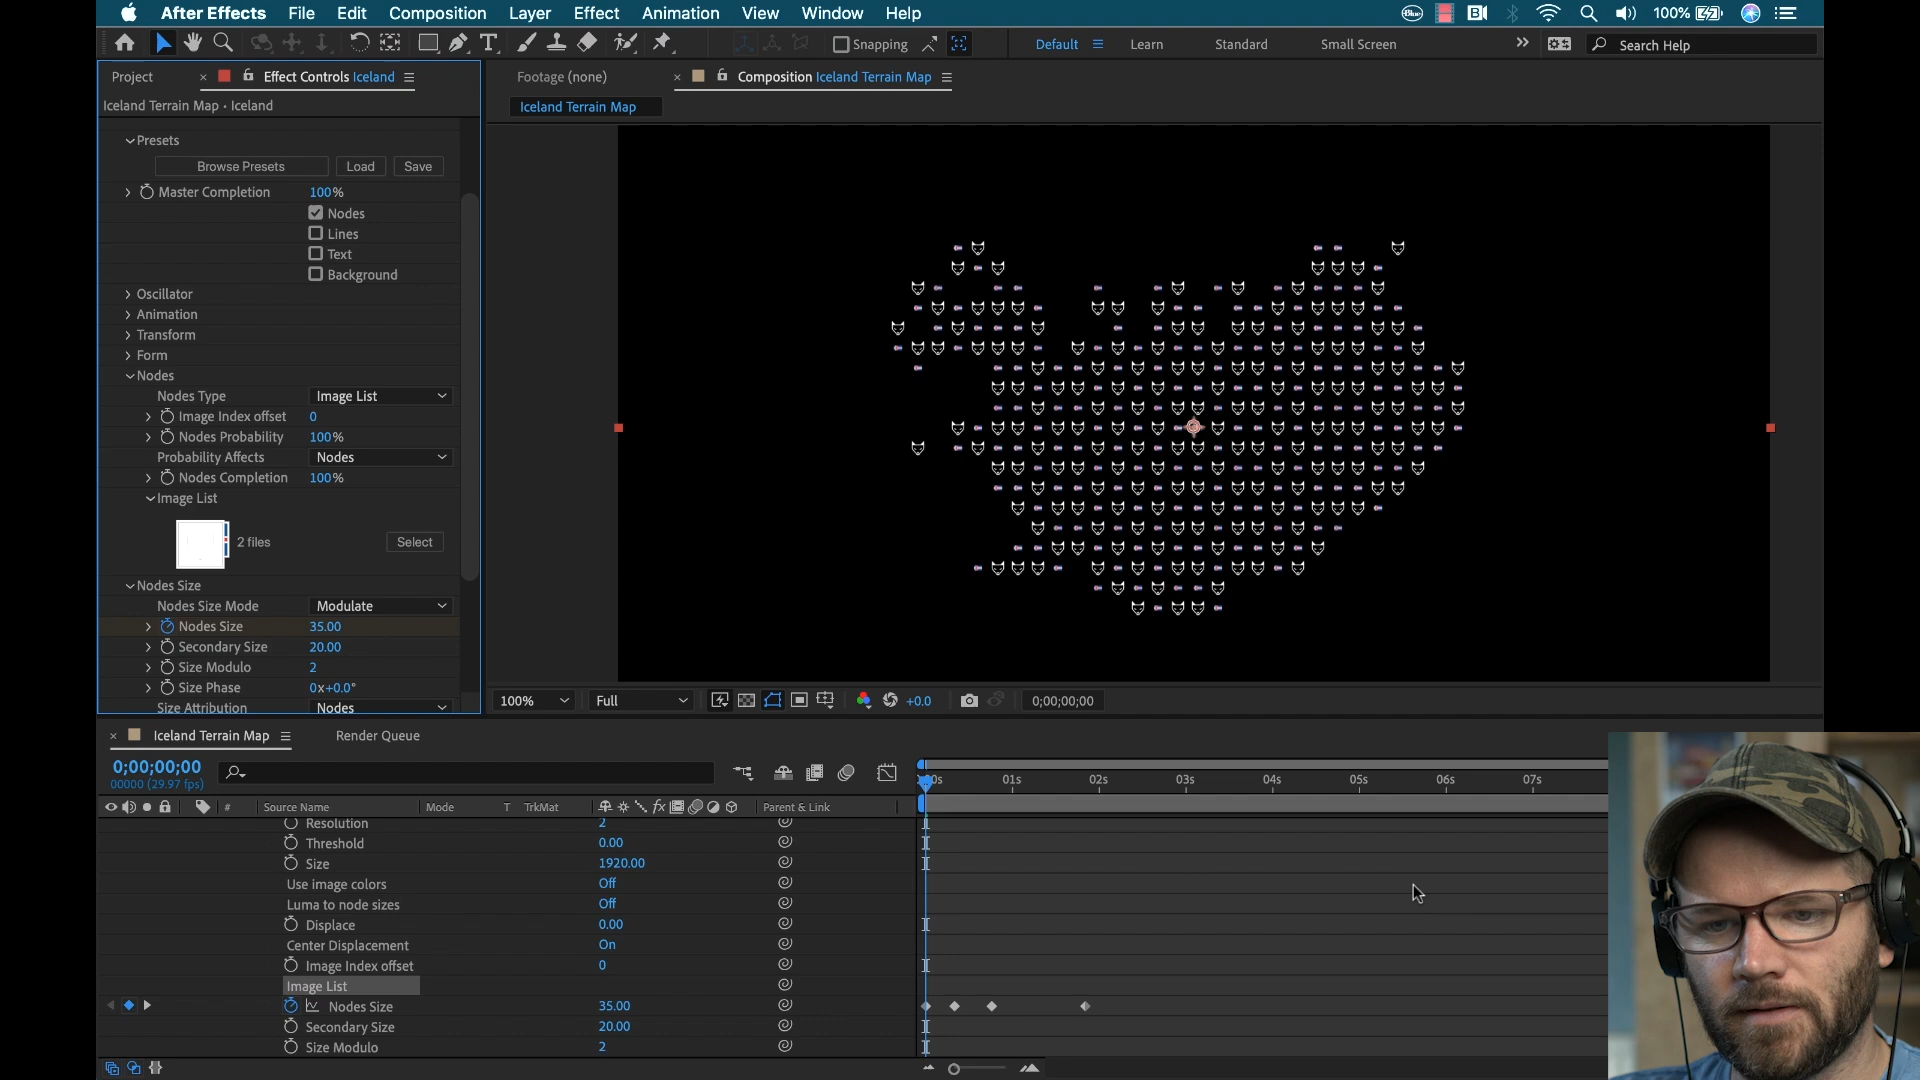 After Effects File Edit Composition Layer Effect Animation View Window Help 100%
Snapping Default Learn Standard Small Screen Search Help
Project Effect Controls Iceland Footage (none) Composition Iceland Terrain Map
Iceland Terrain Map • Iceland
Iceland Terrain Map
Presets
Browse Presets Load Save
Master Completion 100%
Nodes
Lines
Text
Background
Oscillator
Animation
Transform
Form
Nodes
Nodes Type Image List
Image Index offset 0
Nodes Probability 100%
Probability Affects Nodes
Nodes Completion 100%
Image List
2 files Select
Nodes Size
Nodes Size Mode Modulate
Nodes Size 35.00
Secondary Size 20.00
Size Modulo 2
Size Phase 0x+0.0°
Size Attribution Nodes
100% Full +0.0 0;00;00;00
Iceland Terrain Map Render Queue
0;00;00;00
00000 (29.97 fps)
01s 02s 03s 04s 05s 06s 07s
# Source Name Mode T TrkMat fx Parent & Link
Resolution 2
Threshold 0.00
Size 1920.00
Use image colors Off
Luma to node sizes Off
Displace 0.00
Center Displacement On
Image Index offset 0
Image List
Nodes Size 35.00
Secondary Size 20.00
Size Modulo 2